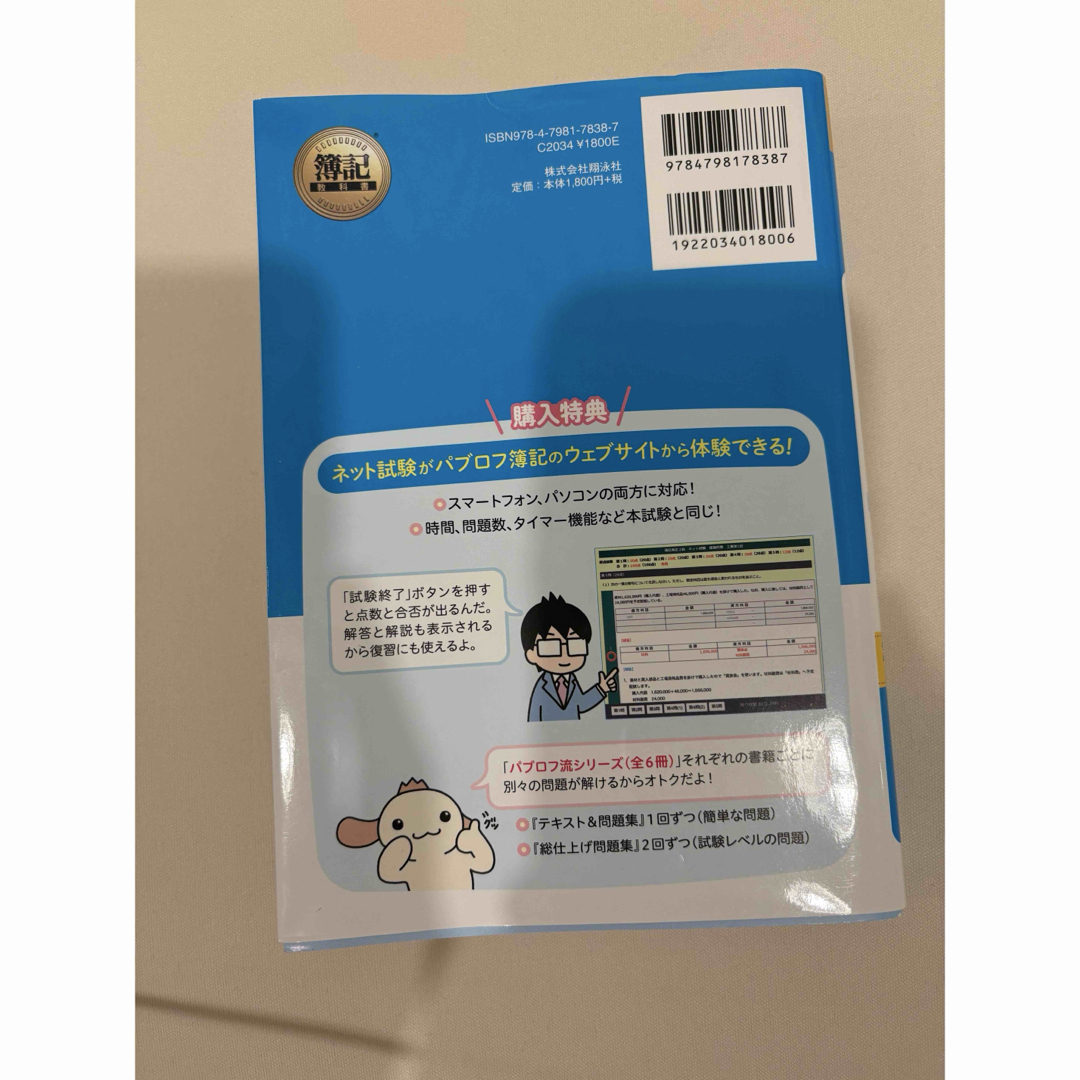 簿記
教科書
ISBN978-4-7981-7838-7
C2034 ¥1800E
株式会社翔泳社
定価:本体1,800円+税
9784798178387
1922034018006
購入特典
ネット試験がパブロフ簿記のウェブサイトから体験できる!
スマートフォン、パソコンの両方に対応!
時間、問題数、タイマー機能など本試験と同じ!
「試験終了」ボタンを押す
と点数と合否が出るんだ。
解答と解説も表示される
から復習にも使えるよ。
「パブロフ流シリーズ(全6冊)」それぞれの書籍ごとに
別々の問題が解けるからオトクだよ!
グッ
『テキスト&問題集』1回ずつ(簡単な問題)
『総仕上げ問題集』2回ずつ(試験レベルの問題)